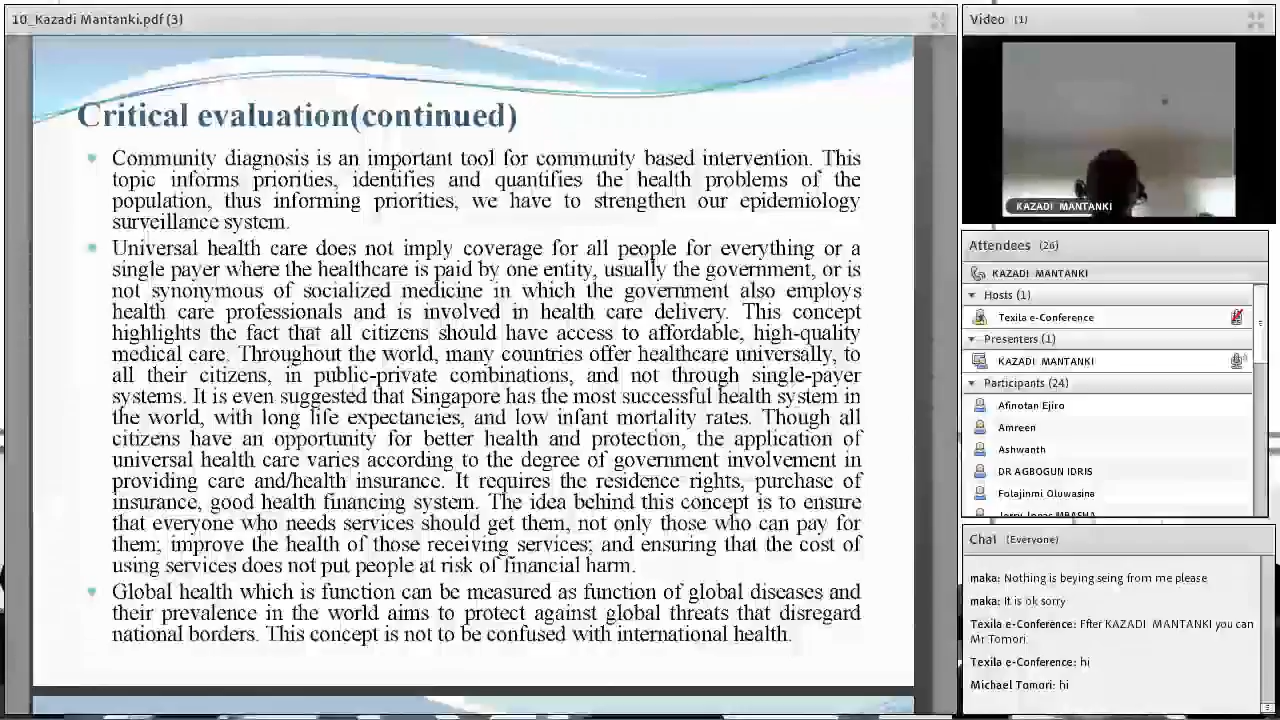 10_Kazadi Mantanki.pdf (3)
Critical evaluation(continued)
Community diagnosis is an important tool for community based intervention. This
topic informs priorities, identifies and quantifies the health problems of the
population, thus informing priorities, we have to strengthen our epidemiology
surveillance system.
Universal health care does not imply coverage for all people for everything or a
single payer where the healthcare is paid by one entity, usually the government, or is
not synonymous of socialized medicine in which the government also employs
health care professionals and is involved in health care delivery. This concept
highlights the fact that all citizens should have access to affordable, high-quality
medical care. Throughout the world, many countries offer healthcare universally, to
all their citizens, in public-private combinations, and not through single-payer
systems. It is even suggested that Singapore has the most successful health system in
the world, with long life expectancies, and low infant mortality rates. Though all
citizens have an opportunity for better health and protection, the application of
universal health care varies according to the degree of government involvement in
providing care and/health insurance. It requires the residence rights, purchase of
insurance, good health financing system. The idea behind this concept is to ensure
that everyone who needs services should get them, not only those who can pay for
them; improve the health of those receiving services; and ensuring that the cost of
using services does not put people at risk of financial harm.
Global health which is function can be measured as function of global diseases and
their prevalence in the world aims to protect against global threats that disregard
national borders. This concept is not to be confused with international health.
Video (1)
KAZADI MANTANKI
Attendees (26)
KAZADI MANTANKI
Hosts (1)
Texila e-Conference
Presenters (1)
KAZADI MANTANKI
Participants (24)
Afinotan Ejiro
Amreen
Ashwanth
DR AGBOGUN IDRIS
Folajinmi Oluwasina
Chat (Everyone)
maka: Nothing is beying seing from me please
maka: It is ok sorry
Texila e-Conference: Ffter KAZADI MANTANKI you can
Mr Tomori.
Texila e-Conference: hi
Michael Tomori: hi